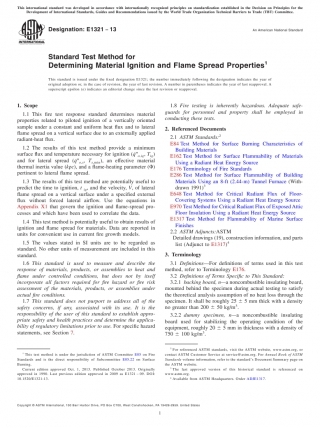 This international standard was developed in accordance with internationally recognized principles on standardization established in the Decision on Principles for the
Development of International Standards, Guides and Recommendations issued by the World Trade Organization Technical Barriers to Trade (TBT) Committee.
Designation: E1321 - 13
An American National Standard
Standard Test Method for
Determining Material Ignition and Flame Spread Properties1
This standard is issued under the fixed designation E1321; the number immediately following the designation indicates the year of
original adoption or, in the case of revision, the year of last revision. A number in parentheses indicates the year of last reapproval. A
superscript epsilon (ε) indicates an editorial change since the last revision or reapproval.
1. Scope
1.1 This fire test response standard determines material
properties related to piloted ignition of a vertically oriented
sample under a constant and uniform heat flux and to lateral
flame spread on a vertical surface due to an externally applied
radiant-heat flux.
1.2 The results of this test method provide a minimum
surface flux and temperature necessary for ignition
and for lateral spread an effective material
thermal inertia value (kρc), and a flame-heating parameter (Φ)
pertinent to lateral flame spread.
1.3 The results of this test method are potentially useful to
predict the time to ignition, and the velocity, V, of lateral
flame spread on a vertical surface under a specified external
flux without forced lateral airflow. Use the equations in
Appendix X1 that govern the ignition and flame-spread pro-
cesses and which have been used to correlate the data.
1.4 This test method is potentially useful to obtain results of
ignition and flame spread for materials. Data are reported in
units for convenient use in current fire growth models.
1.5 The values stated in SI units are to be regarded as
standard. No other units of measurement are included in this
standard.
1.6 This standard is used to measure and describe the
response of materials, products, or assemblies to heat and
flame under controlled conditions, but does not by itself
incorporate all factors required for fire hazard or fire risk
assessment of the materials, products, or assemblies under
actual fire conditions.
1.7 This standard does not purport to address all of the
safety concerns, if any, associated with its use. It is the
responsibility of the user of this standard to establish appro-
priate safety and health practices and determine the applica-
bility of regulatory limitations prior to use. For specific hazard
statements, see Section 7.
1.8 Fire testing is inherently hazardous. Adequate safe-
guards for personnel and property shall be employed in
conducting these tests.
2. Referenced Documents
2.1 ASTM Standards:2
E84 Test Method for Surface Burning Characteristics of
Building Materials
E162 Test Method for Surface Flammability of Materials
Using a Radiant Heat Energy Source
E176 Terminology of Fire Standards
E286 Test Method for Surface Flammability of Building
Materials Using an 8-ft (2.44-m) Tunnel Furnace (With-
drawn 1991)3
E648 Test Method for Critical Radiant Flux of Floor-
Covering Systems Using a Radiant Heat Energy Source
E970 Test Method for Critical Radiant Flux of Exposed Attic
Floor Insulation Using a Radiant Heat Energy Source
E1317 Test Method for Flammability of Marine Surface
Finishes
2.2 ASTM Adjuncts:ASTM
Detailed drawings (19), construction information, and parts
list (Adjunct to E1317)4
3. Terminology
3.1 Definitions—For definitions of terms used in this test
method, refer to Terminology E176.
3.2 Definitions of Terms Specific to This Standard:
3.2.1 backing board, n—a noncombustible insulating board,
mounted behind the specimen during actual testing to satisfy
the theoretical analysis assumption of no heat loss through the
specimen. It shall be roughly 25 ± 5 mm thick with a density
no greater than 200 ± 50 kg/m3.
3.2.2 dummy specimen, n—a noncombustible insulating
board used for stabilizing the operating condition of the
equipment, roughly 20 ± 5 mm in thickness with a density of
750 ± 100 kg/m3.
1 This test method is under the jurisdiction of ASTM Committee E05 on Fire
Standards and is the direct responsibility of Subcommittee E05.22 on Surface
Burning.
Current edition approved Oct. 1, 2013. Published October 2013. Originally
approved in 1990. Last previous edition approved in 2009 as E1321 – 09. DOI:
10.1520/E1321-13.
2 For referenced ASTM standards, visit the ASTM website, www.astm.org, or
contact ASTM Customer Service at service@astm.org. For Annual Book of ASTM
Standards volume information, refer to the standard's Document Summary page on
the ASTM website.
3 The last approved version of this historical standard is referenced on
www.astm.org.
4 Available from ASTM Headquarters. Order ADJE1317
Copyright © ASTM International, 100 Barr Harbor Drive, PO Box C700, West Conshohocken, PA 19428-2959. United States
1